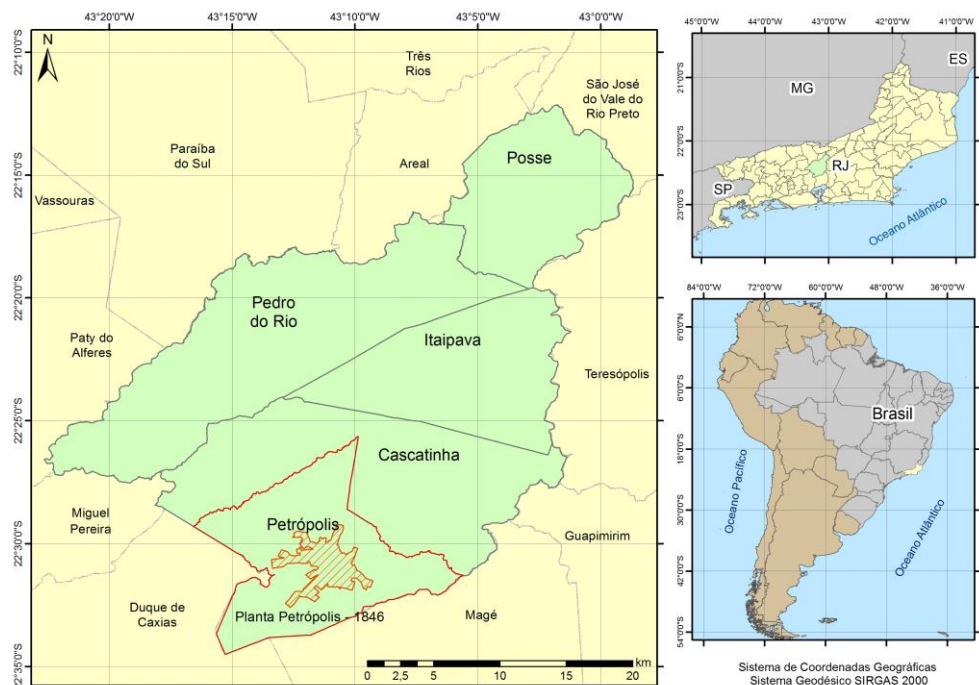 43°20'0"W 43°15'0"W 43°10'0"W 43°5'0"W 43°0'0"W
22°10'0"S
22°15'0"S
22°20'0"S
22°25'0"S
22°30'0"S
22°35'0"S
N
Três
Rios
São José
do Vale do
Rio Preto
Paraíba
do Sul
Areal
Posse
Vassouras
Pedro
do Rio
Itaipava
Paty do
Alferes
Teresópolis
Cascatinha
Miguel
Pereira
Petrópolis
Guapimirim
Duque de
Caxias
Planta Petrópolis - 1846
Magé
km
0 2,5 5 10 15 20
45°0'0"W 44°0'0"W 43°0'0"W 42°0'0"W 41°0'0"W
21°0'0"S
22°0'0"S
23°0'0"S
ES
MG
RJ
SP
Oceano Atlântico
84°0'0"W 72°0'0"W 60°0'0"W 48°0'0"W 36°0'0"W
6°0'0"N
6°0'0"S
18°0'0"S
30°0'0"S
42°0'0"S
54°0'0"S
Brasil
Oceano Pacífico
Oceano Atlântico
Sistema de Coordenadas Geográficas
Sistema Geodésico SIRGAS 2000